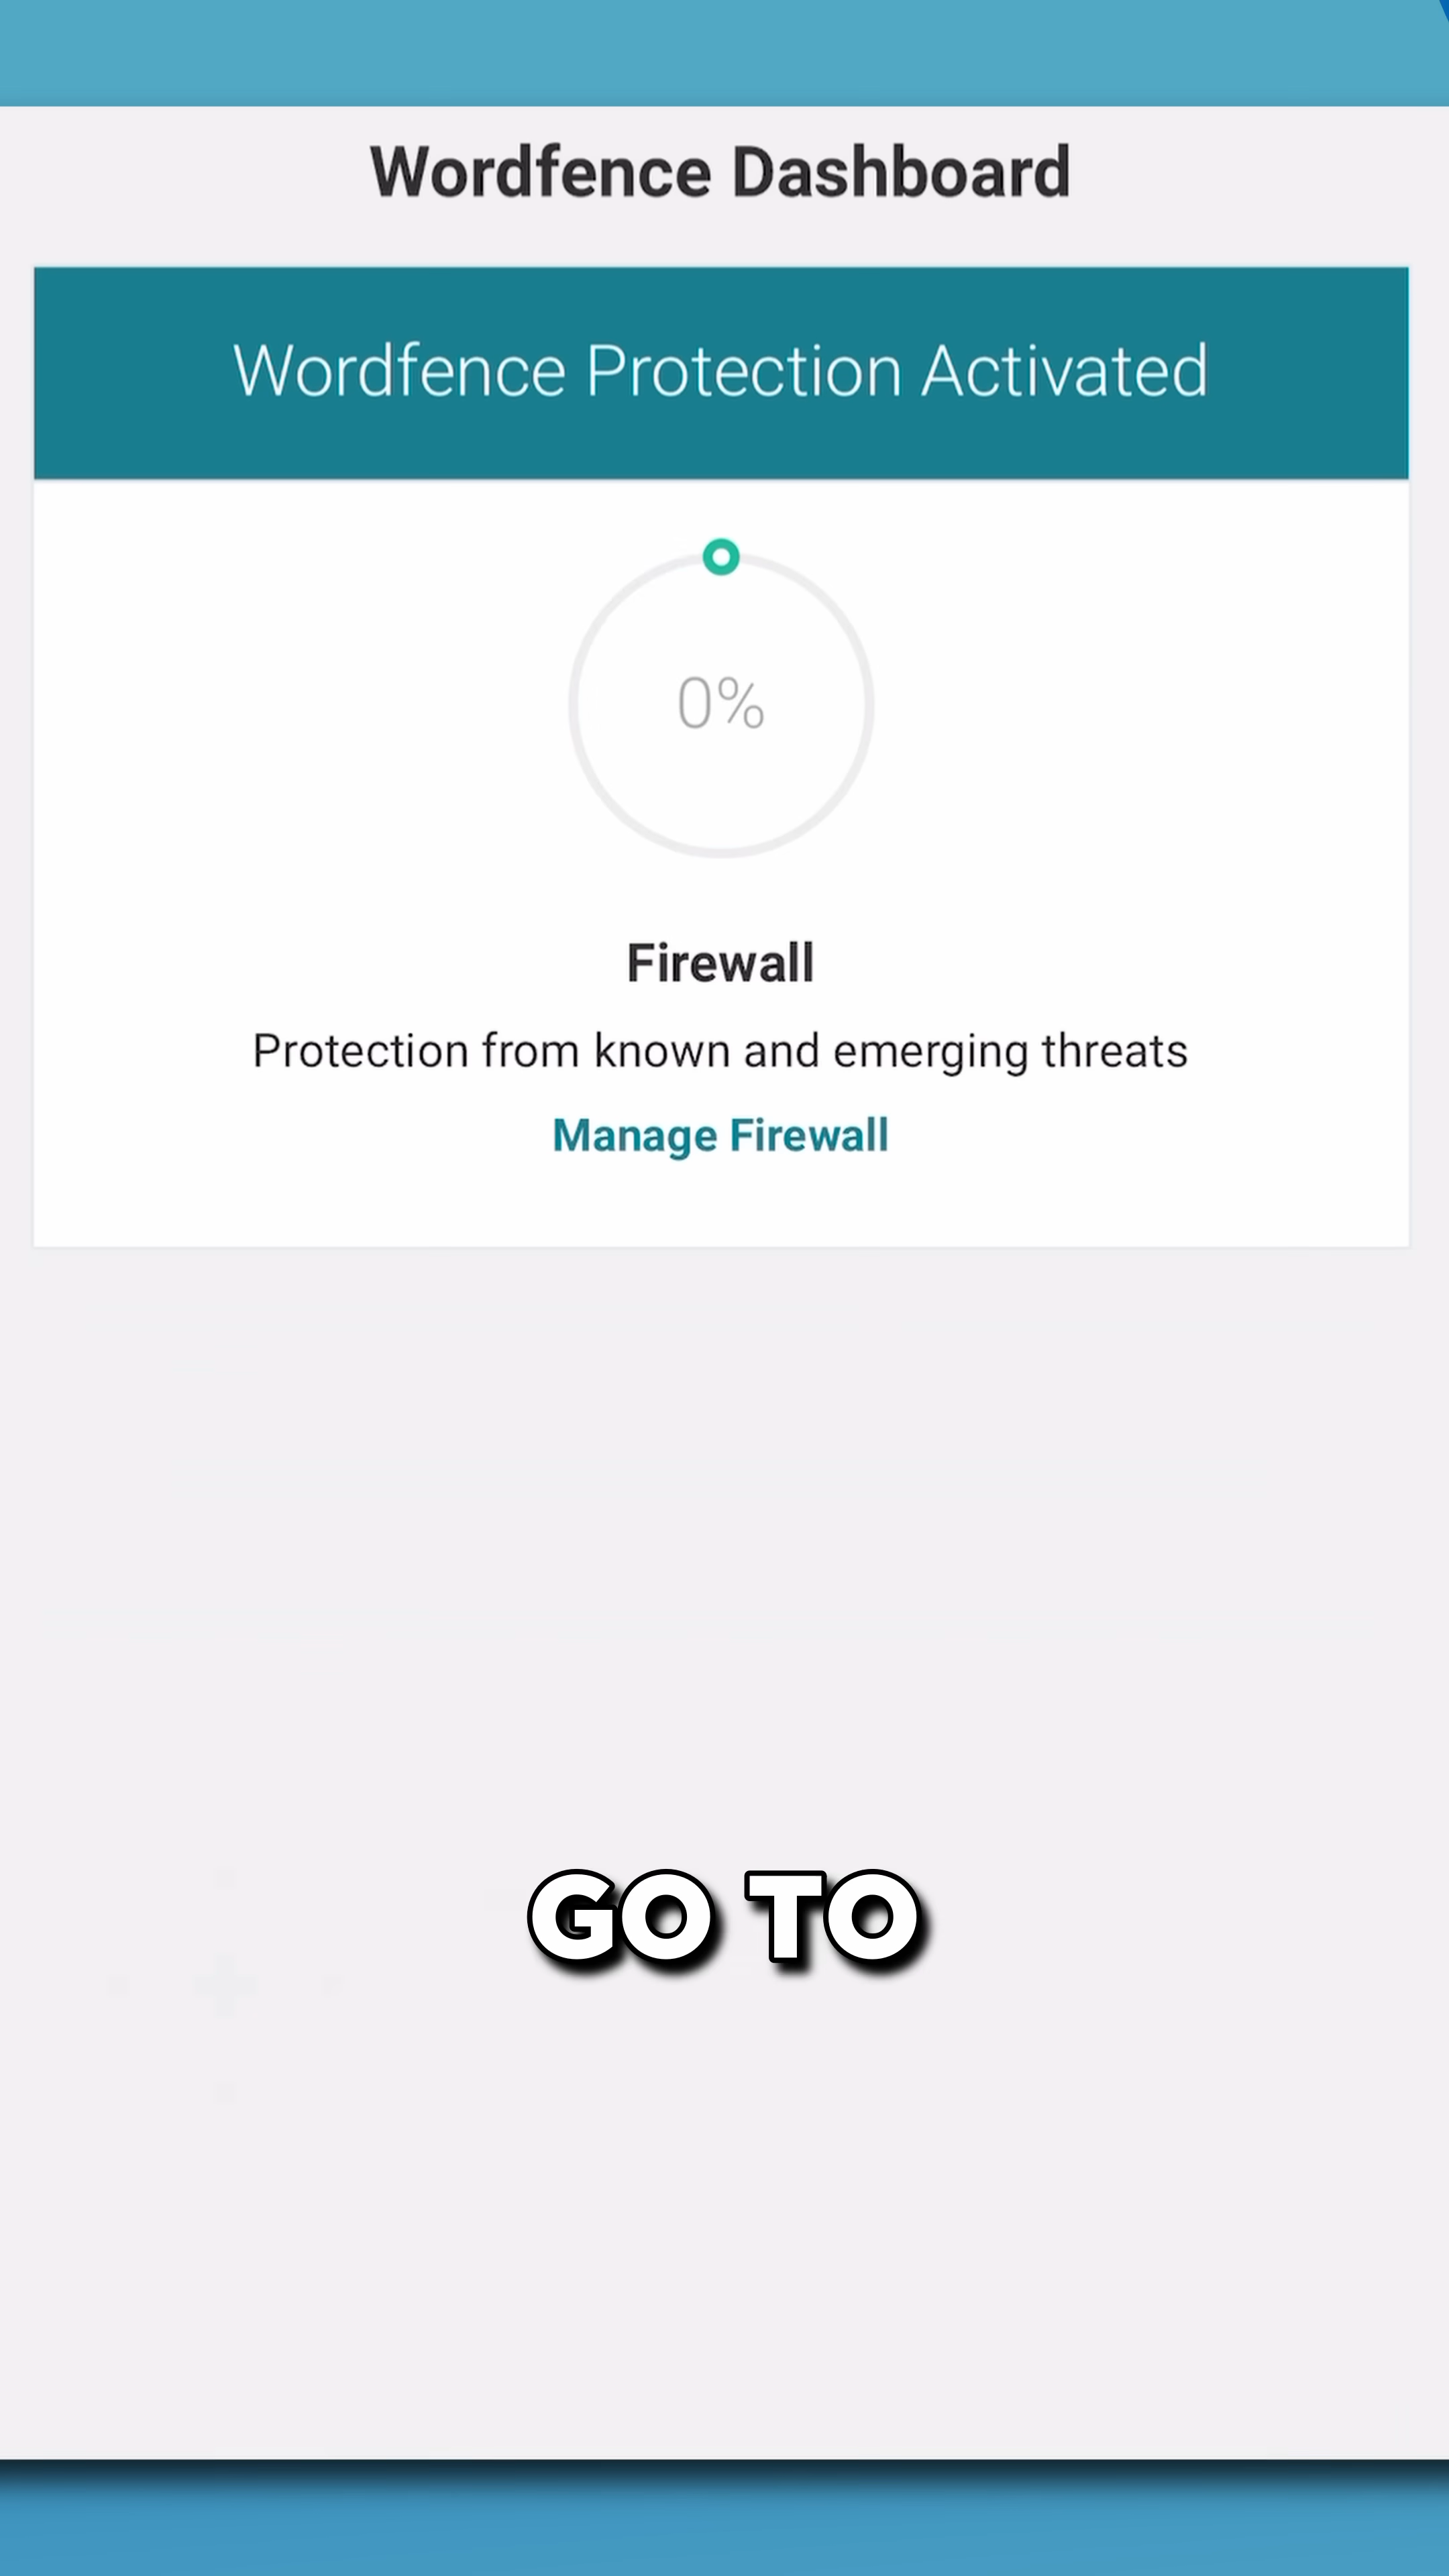 Wordfence Dashboard
Wordfence Protection Activated
0%
Firewall
Protection from known and emerging threats
Manage Firewall
GO TO